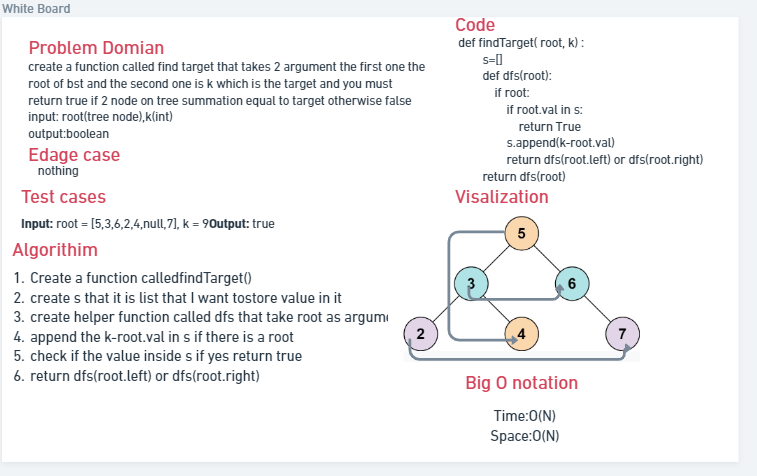 White Board
Problem Domian
create a function called find target that takes 2 argument the first one the
root of bst and the second one is k which is the target and you must
return true if 2 node on tree summation equal to target otherwise false
input: root(tree node),k(int)
output:boolean
Edage case
nothing
Test cases
Input: root = [5,3,6,2,4,null,7], k = 9Output: true
Algorithim
1. Create a function calledfindTarget()
2. create s that it is list that I want tostore value in it
3. create helper function called dfs that take root as argume
4. append the k-root.val in s if there is a root
5. check if the value inside s if yes return true
6. return dfs(root.left) or dfs(root.right)
Code
def findTarget( root, k) :
s=[]
def dfs(root):
if root:
if root.val in s:
return True
s.append(k-root.val)
return dfs(root.left) or dfs(root.right)
return dfs(root)
Visalization
5
3
6
2
4
7
Big O notation
Time:O(N)
Space:O(N)